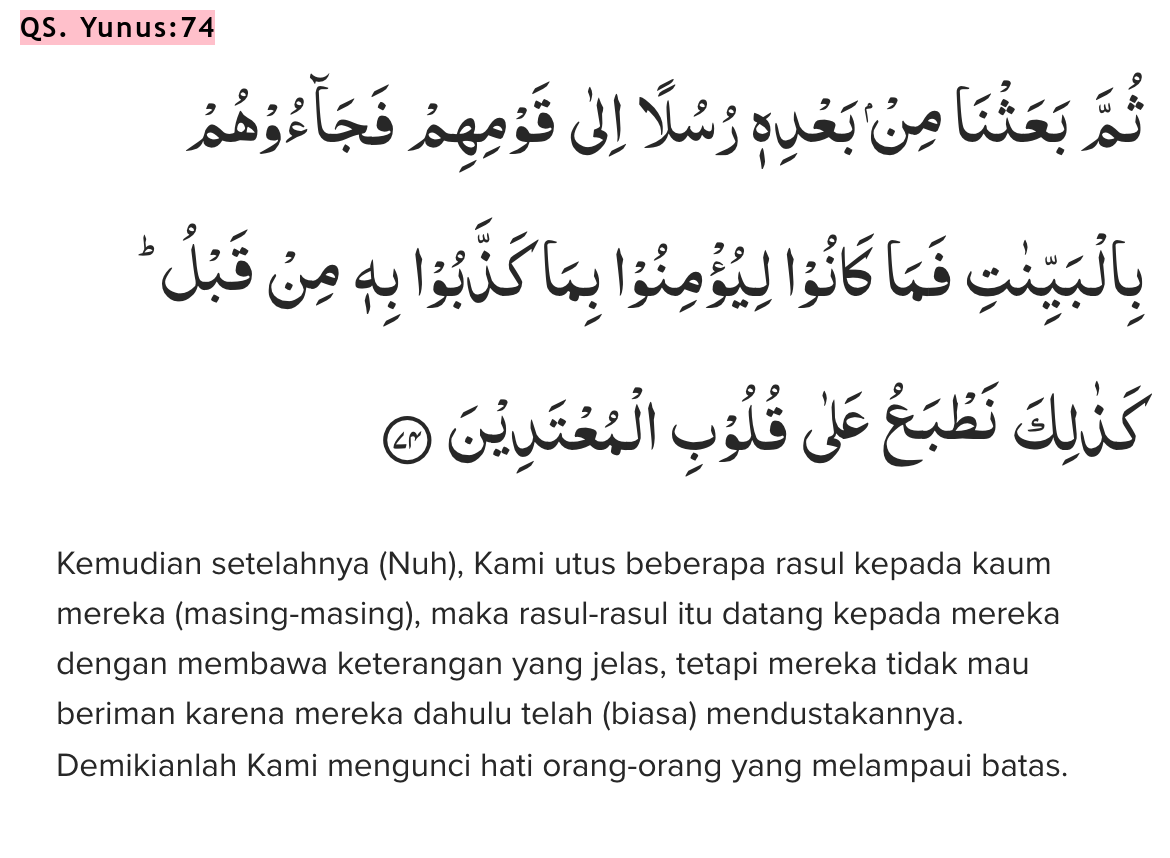 QS. Yunus:74
ثُمَّ بَعَثْنَا مِنْۢ بَعْدِهٖ رُسُلًا اِلٰى قَوْمِهِمْ فَجَاۤءُوْهُمْ
بِالْبَيِّنٰتِ فَمَا كَانُوْا لِيُؤْمِنُوْا بِمَا كَذَّبُوْا بِهٖ مِنْ قَبْلُ ۗ
كَذٰلِكَ نَطْبَعُ عَلٰى قُلُوْبِ الْمُعْتَدِيْنَ ٧٤
Kemudian setelahnya (Nuh), Kami utus beberapa rasul kepada kaum
mereka (masing-masing), maka rasul-rasul itu datang kepada mereka
dengan membawa keterangan yang jelas, tetapi mereka tidak mau
beriman karena mereka dahulu telah (biasa) mendustakannya.
Demikianlah Kami mengunci hati orang-orang yang melampaui batas.